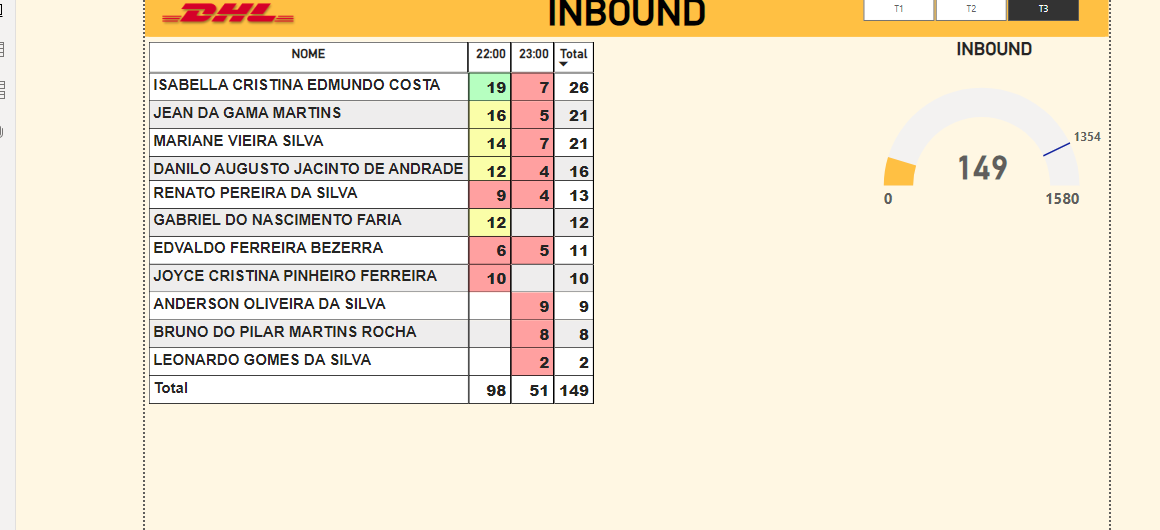 DHL
INBOUND
T1 T2 T3
NOME 22:00 23:00 Total
ISABELLA CRISTINA EDMUNDO COSTA 19 7 26
JEAN DA GAMA MARTINS 16 5 21
MARIANE VIEIRA SILVA 14 7 21
DANILO AUGUSTO JACINTO DE ANDRADE 12 4 16
RENATO PEREIRA DA SILVA 9 4 13
GABRIEL DO NASCIMENTO FARIA 12 12
EDVALDO FERREIRA BEZERRA 6 5 11
JOYCE CRISTINA PINHEIRO FERREIRA 10 10
ANDERSON OLIVEIRA DA SILVA 9 9
BRUNO DO PILAR MARTINS ROCHA 8 8
LEONARDO GOMES DA SILVA 2 2
Total 98 51 149
INBOUND
1354
149
0 1580